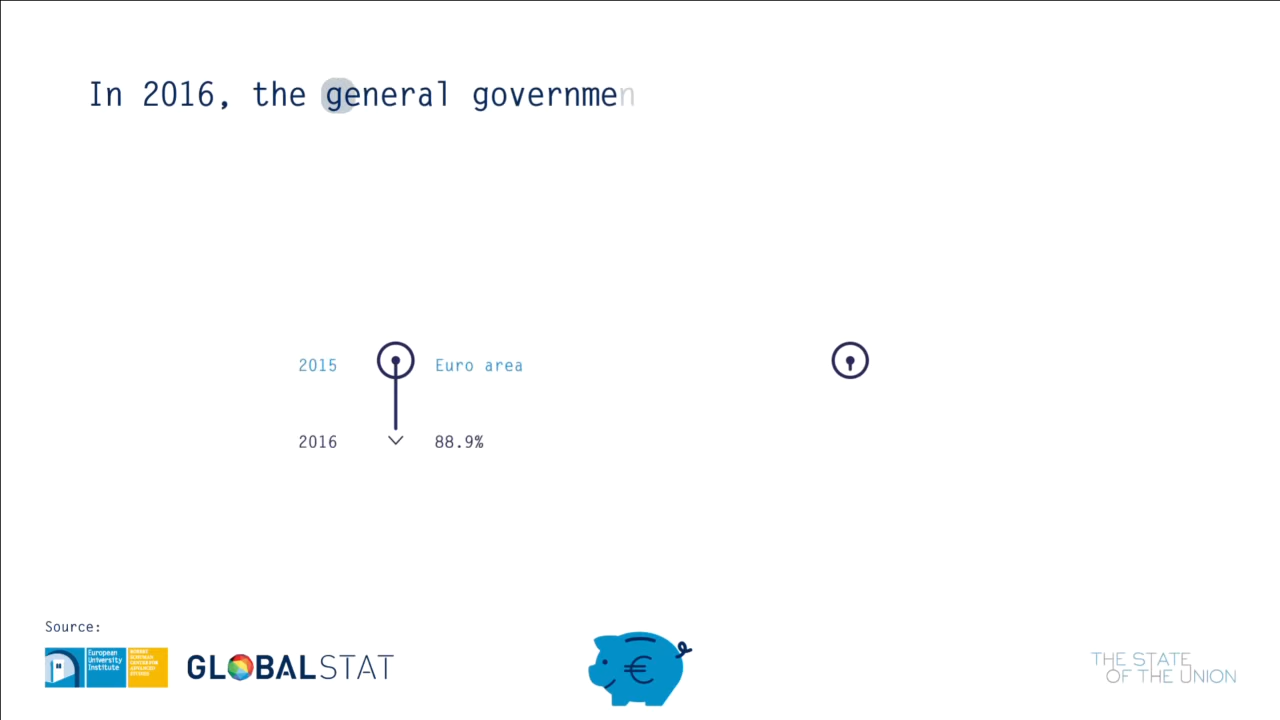 In 2016, the general governmen
2015 Euro area
2016 88.9%
Source:
European
University
Institute
GLOBALSTAT
€
THE STATE
OF THE UNION